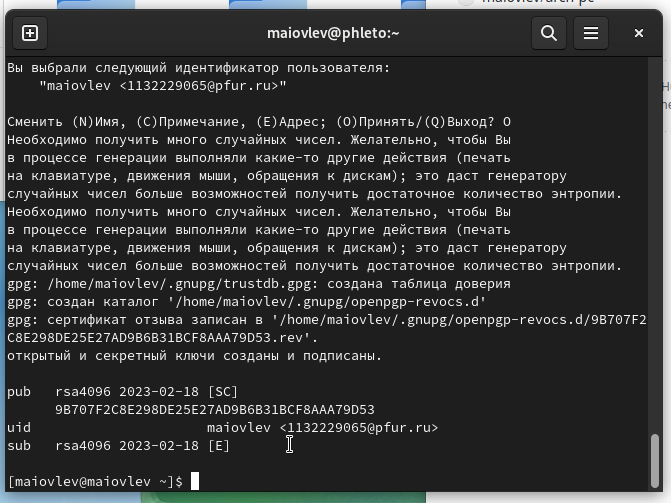 maiovlev@phleto:~
Вы выбрали следующий идентификатор пользователя:
"maiovlev <1132229065@pfur.ru>"
Сменить (N)Имя, (C)Примечание, (E)Адрес; (O)Принять/(Q)Выход? O
Необходимо получить много случайных чисел. Желательно, чтобы Вы
в процессе генерации выполняли какие-то другие действия (печать
на клавиатуре, движения мыши, обращения к дискам); это даст генератору
случайных чисел больше возможностей получить достаточное количество энтропии.
Необходимо получить много случайных чисел. Желательно, чтобы Вы
в процессе генерации выполняли какие-то другие действия (печать
на клавиатуре, движения мыши, обращения к дискам); это даст генератору
случайных чисел больше возможностей получить достаточное количество энтропии.
gpg: /home/maiovlev/.gnupg/trustdb.gpg: создана таблица доверия
gpg: создан каталог '/home/maiovlev/.gnupg/openpgp-revocs.d'
gpg: сертификат отзыва записан в '/home/maiovlev/.gnupg/openpgp-revocs.d/9B707F2
C8E298DE25E27AD9B6B31BCF8AAA79D53.rev'.
открытый и секретный ключи созданы и подписаны.
pub   rsa4096 2023-02-18 [SC]
9B707F2C8E298DE25E27AD9B6B31BCF8AAA79D53
uid                      maiovlev <1132229065@pfur.ru>
sub   rsa4096 2023-02-18 [E]
[maiovlev@maiovlev ~]$